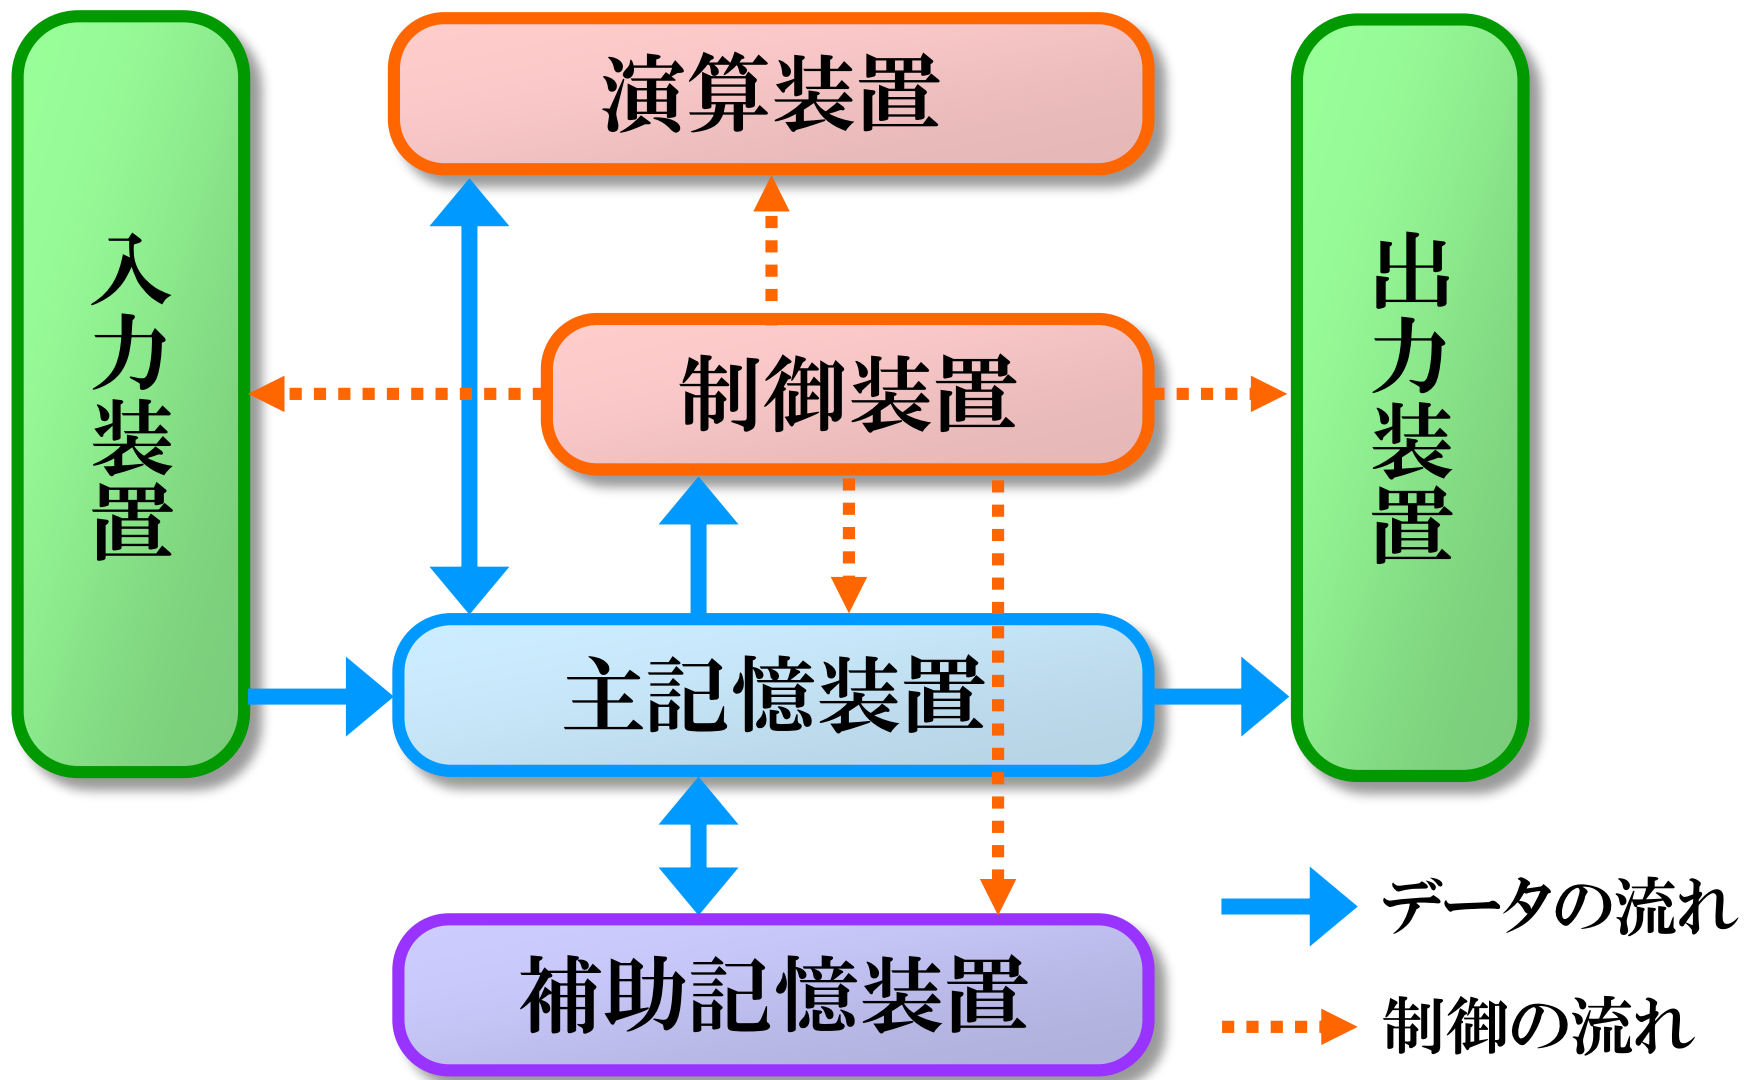 演算装置
入力装置
制御装置
出力装置
主記憶装置
補助記憶装置
データの流れ
制御の流れ